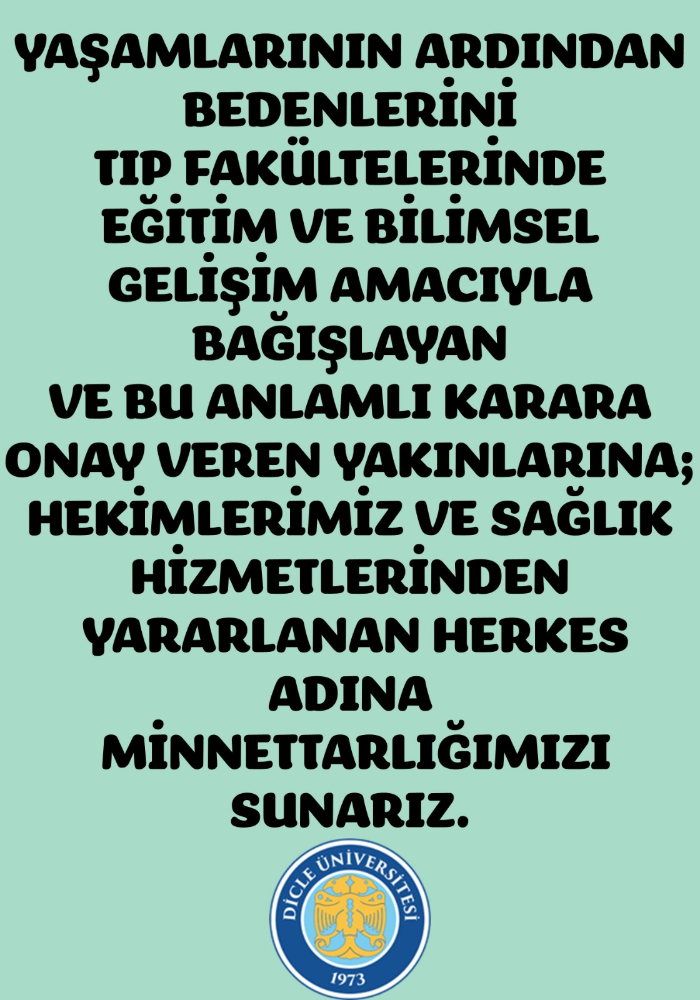 YAŞAMLARININ ARDINDAN
BEDENLERİNİ
TIP FAKÜLTELERİNDE
EĞİTİM VE BİLİMSEL
GELİŞİM AMACIYLA
BAĞIŞLAYAN
VE BU ANLAMLI KARARA
ONAY VEREN YAKINLARINA;
HEKİMLERİMİZ VE SAĞLIK
HİZMETLERİNDEN
YARARLANAN HERKES
ADINA
MİNNETTARLIĞIMIZI
SUNARIZ.
DİCLE ÜNİVERSİTESİ
1973